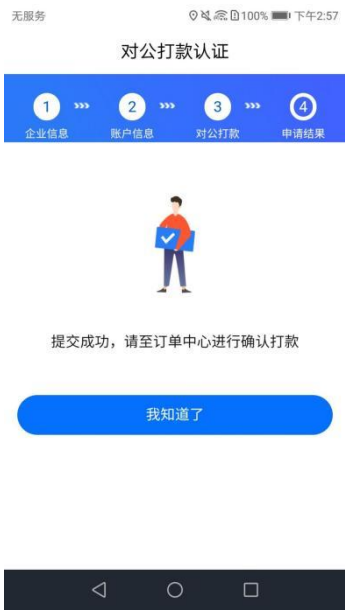 无服务 100% 下午2:57
对公打款认证
1 2 3 4
企业信息 账户信息 对公打款 申请结果
提交成功，请至订单中心进行确认打款
我知道了